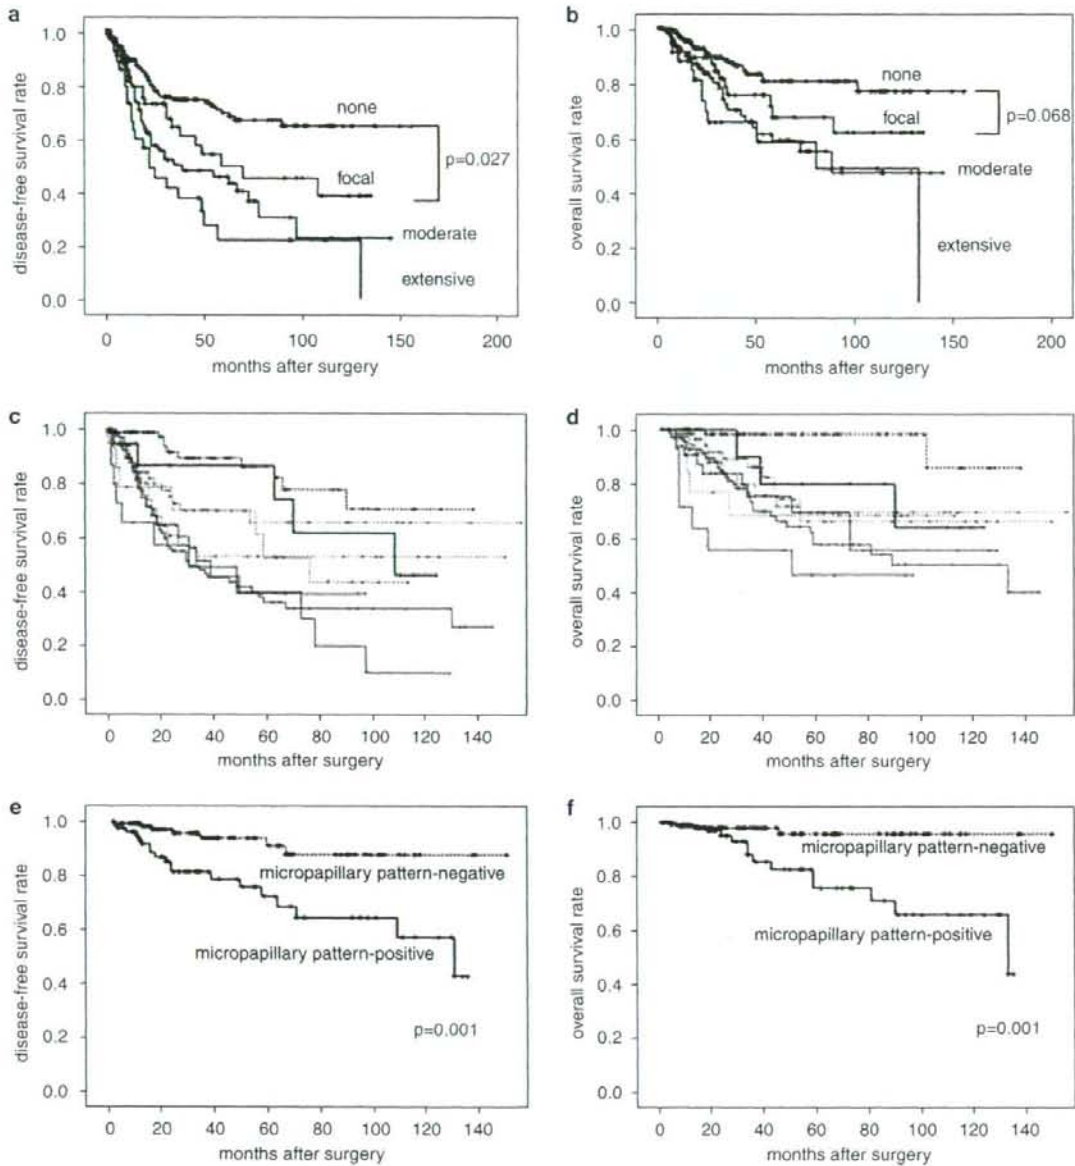 a
disease-free survival rate
1.0
0.8
0.6
0.4
0.2
0.0
none
focal
p=0.027
moderate
extensive
0 50 100 150 200
months after surgery
b
overall survival rate
1.0
0.8
0.6
0.4
0.2
0.0
none
focal
p=0.068
moderate
extensive
0 50 100 150 200
months after surgery
c
disease-free survival rate
1.0
0.8
0.6
0.4
0.2
0.0
0 20 40 60 80 100 120 140
months after surgery
d
overall survival rate
1.0
0.8
0.6
0.4
0.2
0.0
0 20 40 60 80 100 120 140
months after surgery
e
disease-free survival rate
1.0
0.8
0.6
0.4
0.2
0.0
micropapillary pattern-negative
micropapillary pattern-positive
p=0.001
0 20 40 60 80 100 120 140
months after surgery
f
overall survival rate
1.0
0.8
0.6
0.4
0.2
0.0
micropapillary pattern-negative
micropapillary pattern-positive
p=0.001
0 20 40 60 80 100 120 140
months after surgery